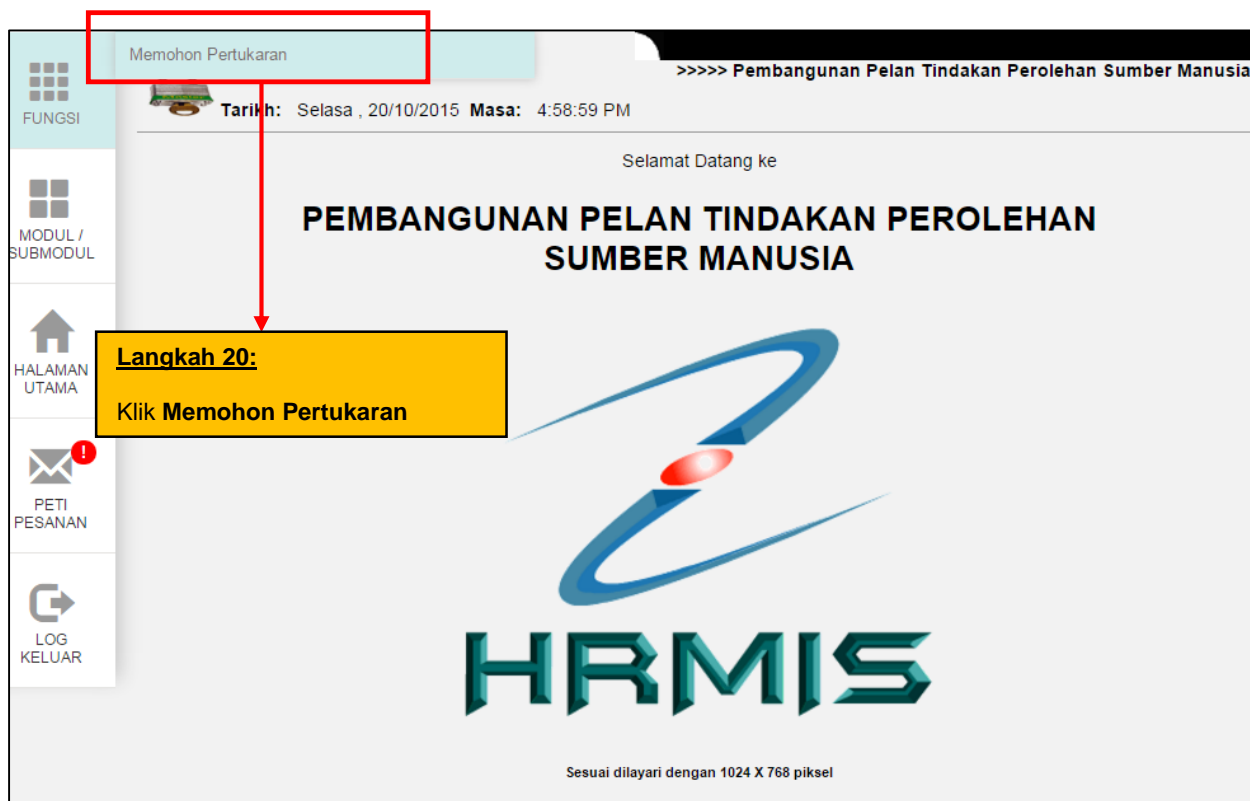 Memohon Pertukaran
>>>>> Pembangunan Pelan Tindakan Perolehan Sumber Manusia
FUNGSI
Tarikh: Selasa , 20/10/2015 Masa: 4:58:59 PM
Selamat Datang ke
PEMBANGUNAN PELAN TINDAKAN PEROLEHAN
SUMBER MANUSIA
MODUL /
SUBMODUL
HALAMAN
UTAMA
Langkah 20:
Klik Memohon Pertukaran
!
PETI
PESANAN
LOG
KELUAR
HRMIS
Sesuai dilayari dengan 1024 X 768 piksel